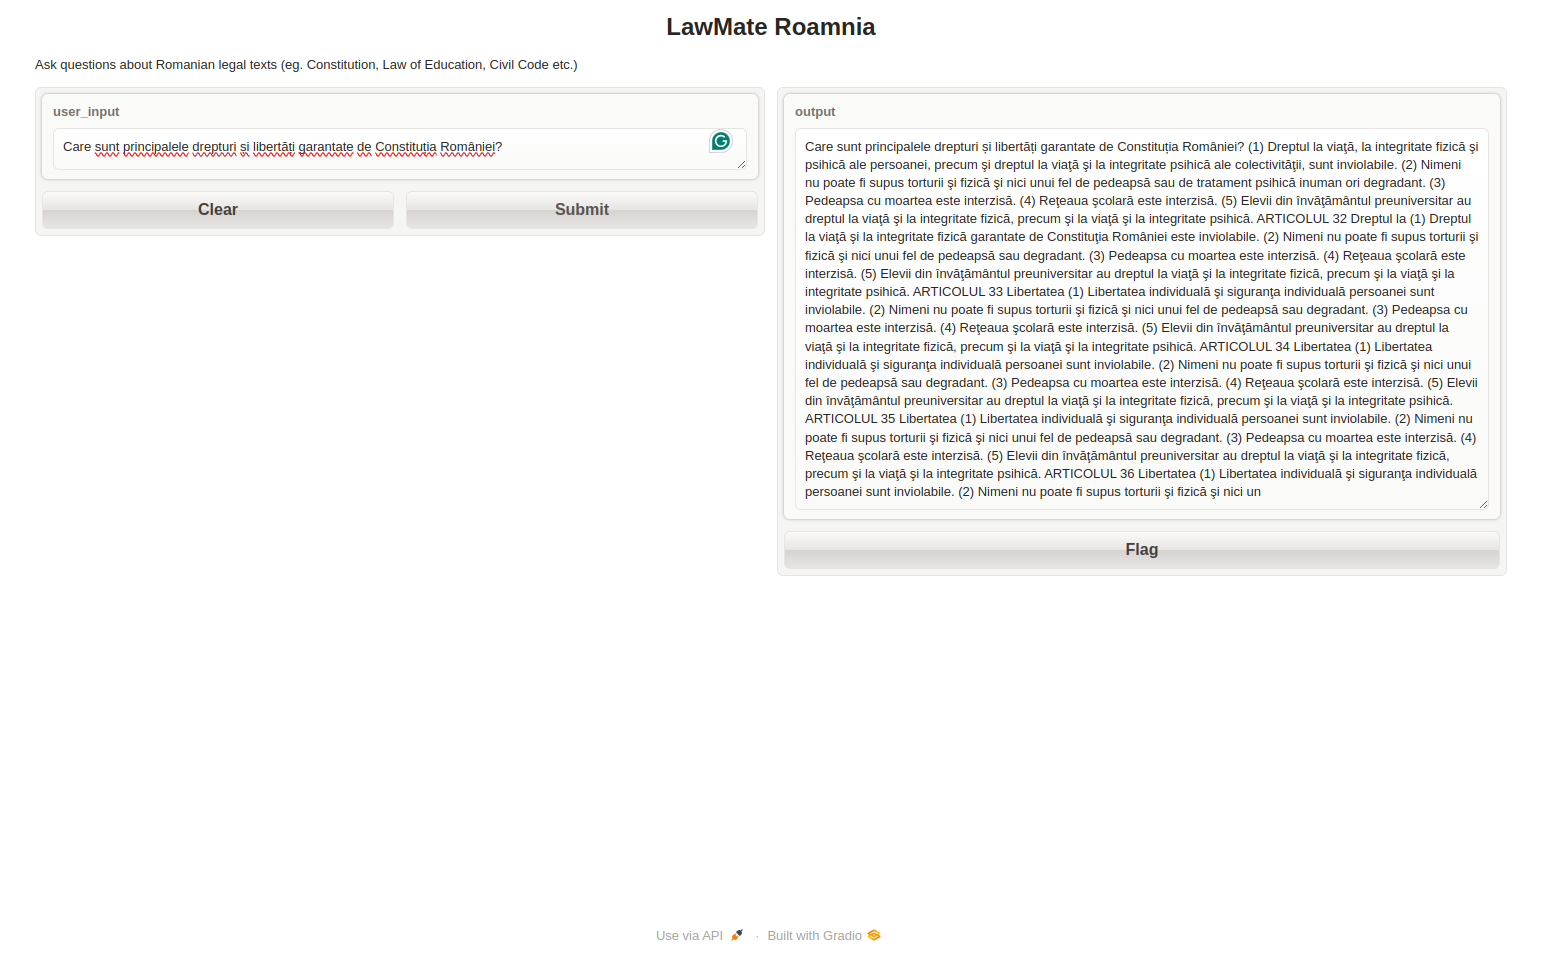 LawMate Roamnia
Ask questions about Romanian legal texts (eg. Constitution, Law of Education, Civil Code etc.)
user_input
Care sunt principalele drepturi și libertăți garantate de Constituția României?
Clear
Submit
output
Care sunt principalele drepturi și libertăți garantate de Constituția României? (1) Dreptul la viaţă, la integritate fizică şi
psihică ale persoanei, precum şi dreptul la viaţă şi la integritate psihică ale colectivităţii, sunt inviolabile. (2) Nimeni
nu poate fi supus torturii şi fizică şi nici unui fel de pedeapsă sau de tratament psihică inuman ori degradant. (3)
Pedeapsa cu moartea este interzisă. (4) Reţeaua şcolară este interzisă. (5) Elevii din învăţământul preuniversitar au
dreptul la viaţă şi la integritate fizică, precum şi la viaţă şi la integritate psihică. ARTICOLUL 32 Dreptul la (1) Dreptul
la viaţă şi la integritate fizică garantate de Constituţia României este inviolabile. (2) Nimeni nu poate fi supus torturii şi
fizică şi nici unui fel de pedeapsă sau degradant. (3) Pedeapsa cu moartea este interzisă. (4) Reţeaua şcolară este
interzisă. (5) Elevii din învăţământul preuniversitar au dreptul la viaţă şi la integritate fizică, precum şi la viaţă şi la
integritate psihică. ARTICOLUL 33 Libertatea (1) Libertatea individuală şi siguranţa individuală persoanei sunt
inviolabile. (2) Nimeni nu poate fi supus torturii şi fizică şi nici unui fel de pedeapsă sau degradant. (3) Pedeapsa cu
moartea este interzisă. (4) Reţeaua şcolară este interzisă. (5) Elevii din învăţământul preuniversitar au dreptul la
viaţă şi la integritate fizică, precum şi la viaţă şi la integritate psihică. ARTICOLUL 34 Libertatea (1) Libertatea
individuală şi siguranţa individuală persoanei sunt inviolabile. (2) Nimeni nu poate fi supus torturii şi fizică şi nici unui
fel de pedeapsă sau degradant. (3) Pedeapsa cu moartea este interzisă. (4) Reţeaua şcolară este interzisă. (5) Elevii
din învăţământul preuniversitar au dreptul la viaţă şi la integritate fizică, precum şi la viaţă şi la integritate psihică.
ARTICOLUL 35 Libertatea (1) Libertatea individuală şi siguranţa individuală persoanei sunt inviolabile. (2) Nimeni nu
poate fi supus torturii şi fizică şi nici unui fel de pedeapsă sau degradant. (3) Pedeapsa cu moartea este interzisă. (4)
Reţeaua şcolară este interzisă. (5) Elevii din învăţământul preuniversitar au dreptul la viaţă şi la integritate fizică,
precum şi la viaţă şi la integritate psihică. ARTICOLUL 36 Libertatea (1) Libertatea individuală şi siguranţa individuală
persoanei sunt inviolabile. (2) Nimeni nu poate fi supus torturii şi fizică şi nici un
Flag
Use via API · Built with Gradio